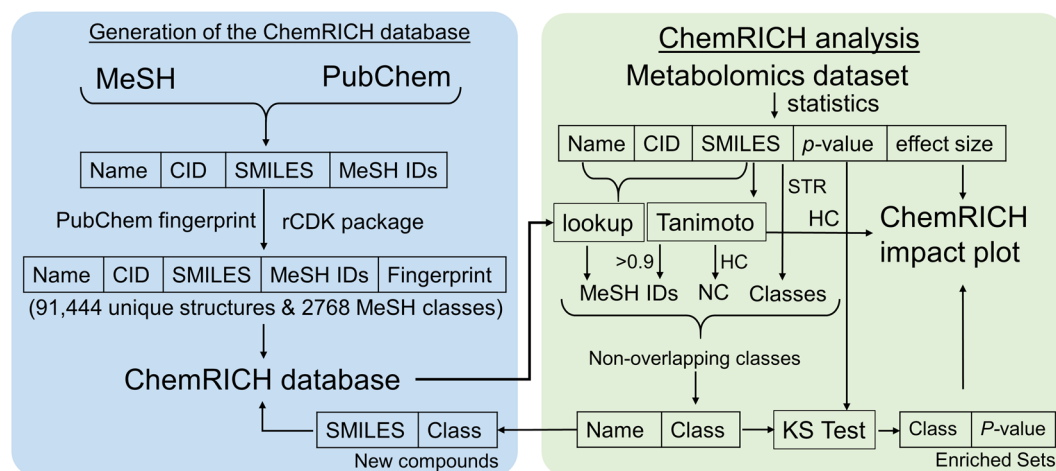 Generation of the ChemRICH database
MeSH PubChem
Name CID SMILES MeSH IDs
PubChem fingerprint rCDK package
Name CID SMILES MeSH IDs Fingerprint
(91,444 unique structures & 2768 MeSH classes)
ChemRICH database
SMILES Class
New compounds
ChemRICH analysis
Metabolomics dataset
statistics
Name CID SMILES p-value effect size
STR
lookup Tanimoto HC
ChemRICH
impact plot
>0.9 HC
MeSH IDs NC Classes
Non-overlapping classes
Name Class KS Test Class P-value
Enriched Sets